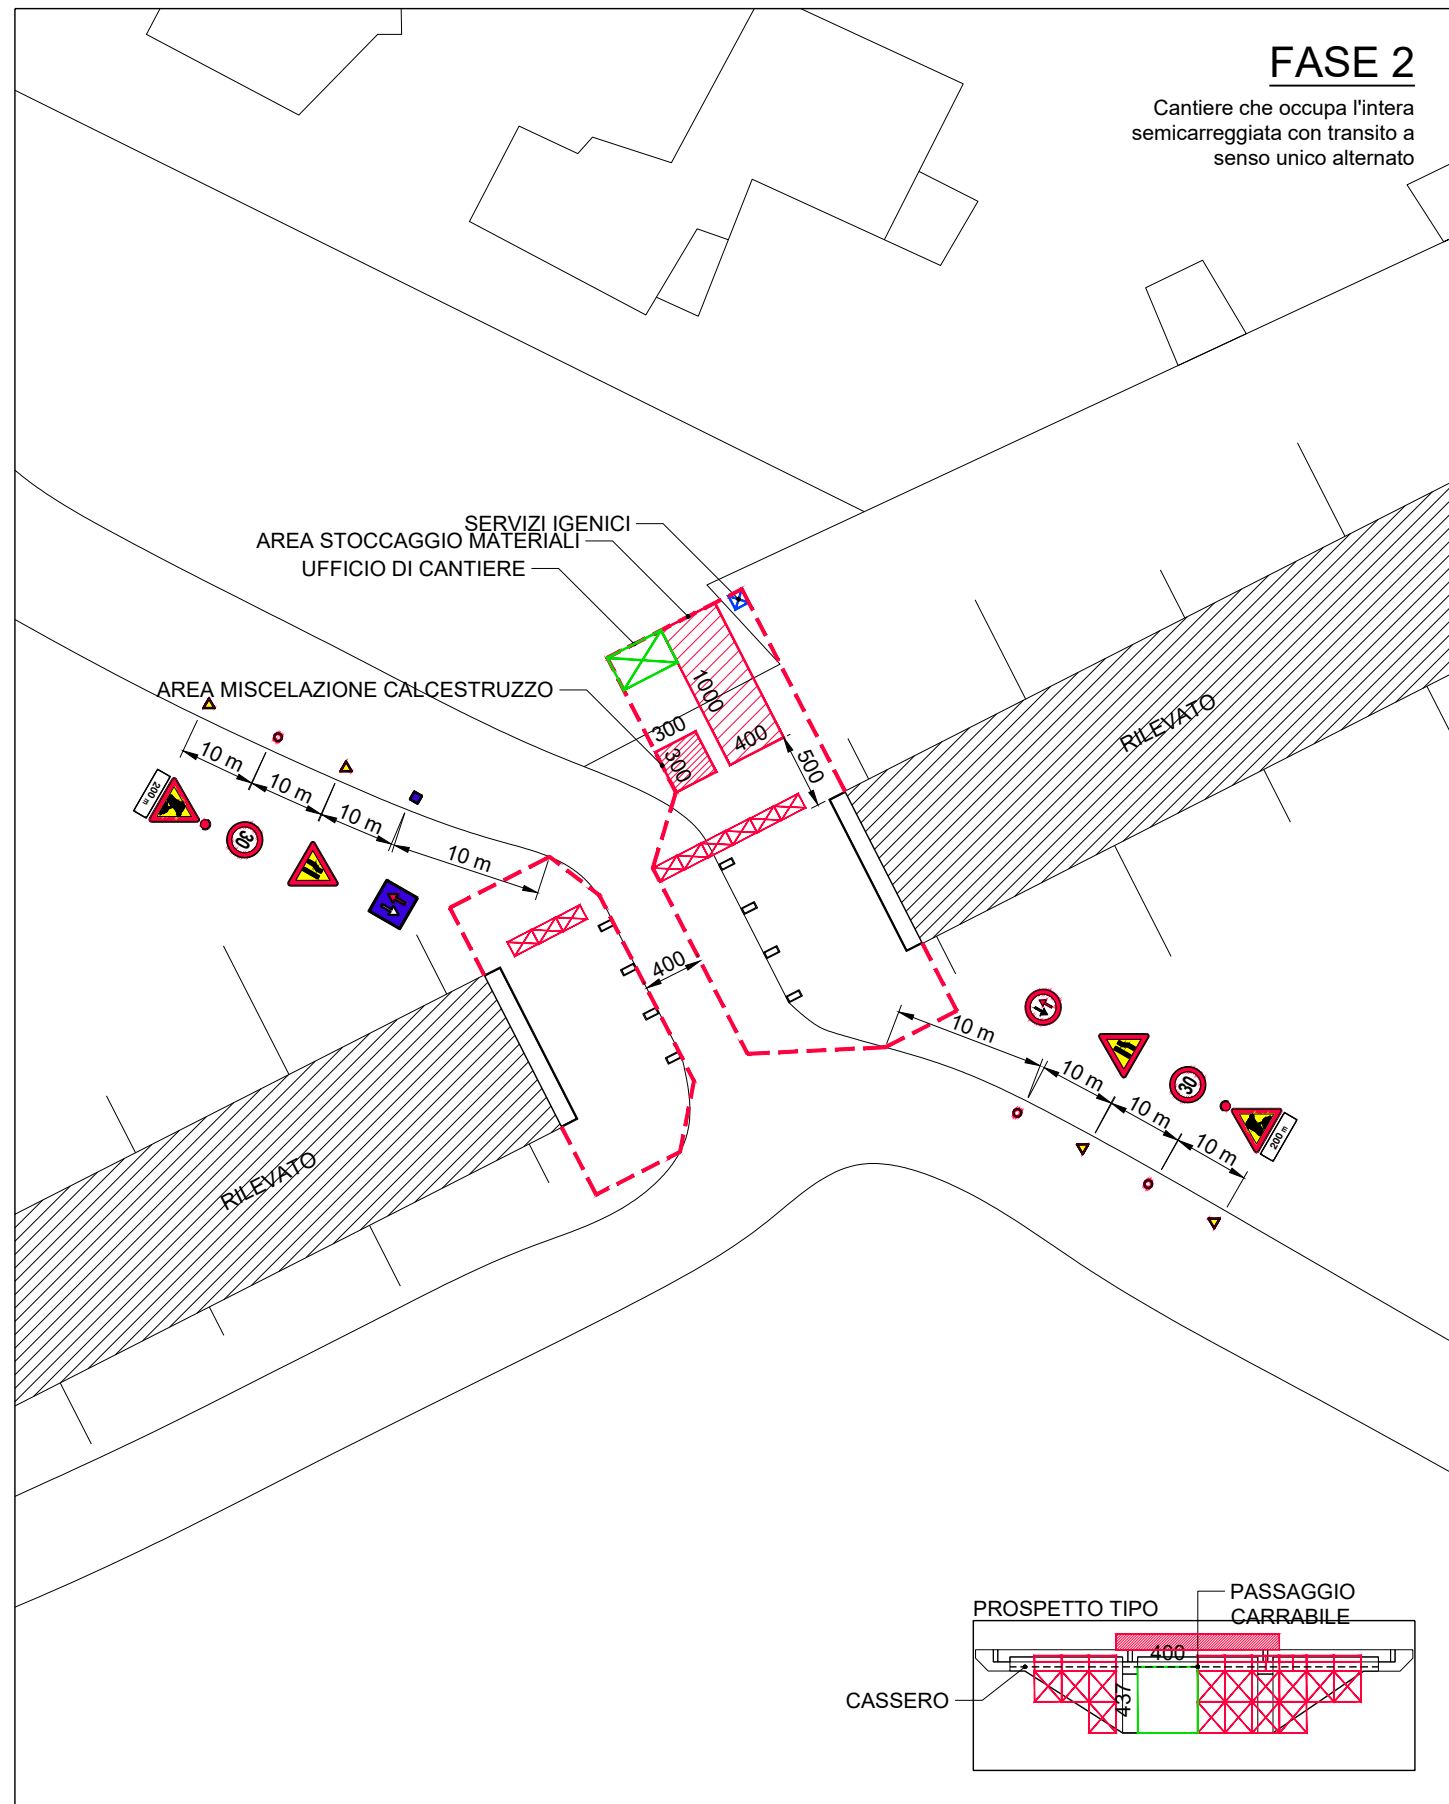 FASE 2
Cantiere che occupa l'intera
semicarreggiata con transito a
senso unico alternato
SERVIZI IGENICI
AREA STOCCAGGIO MATERIALI
UFFICIO DI CANTIERE
AREA MISCELAZIONE CALCESTRUZZO
1000
300
400
300
500
RILEVATO
10 m
10 m
10 m
10 m
200 m
30
400
10 m
10 m
10 m
10 m
30
200 m
RILEVATO
PROSPETTO TIPO
PASSAGGIO
CARRABILE
400
437
CASSERO